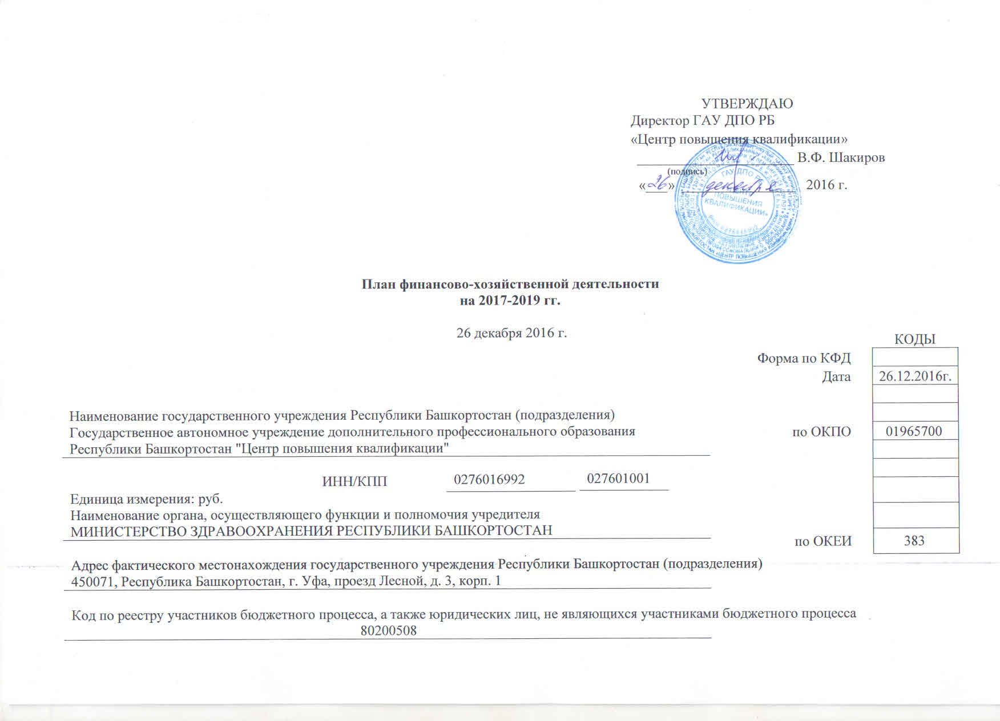 УТВЕРЖДАЮ
Директор ГАУ ДПО РБ
«Центр повышения квалификации»
В.Ф. Шакиров
(подпись)
«26» декабря 2016 г.
ГАУ ДПО РБ
ПОВЫШЕНИЯ
КВАЛИФИКАЦИИ»
План финансово-хозяйственной деятельности
на 2017-2019 гг.
26 декабря 2016 г.
КОДЫ
Форма по КФД
Дата 26.12.2016г.
Наименование государственного учреждения Республики Башкортостан (подразделения)
Государственное автономное учреждение дополнительного профессионального образования по ОКПО 01965700
Республики Башкортостан "Центр повышения квалификации"
ИНН/КПП 0276016992 027601001
Единица измерения: руб.
Наименование органа, осуществляющего функции и полномочия учредителя
МИНИСТЕРСТВО ЗДРАВООХРАНЕНИЯ РЕСПУБЛИКИ БАШКОРТОСТАН
по ОКЕИ 383
Адрес фактического местонахождения государственного учреждения Республики Башкортостан (подразделения)
450071, Республика Башкортостан, г. Уфа, проезд Лесной, д. 3, корп. 1
Код по реестру участников бюджетного процесса, а также юридических лиц, не являющихся участниками бюджетного процесса
80200508